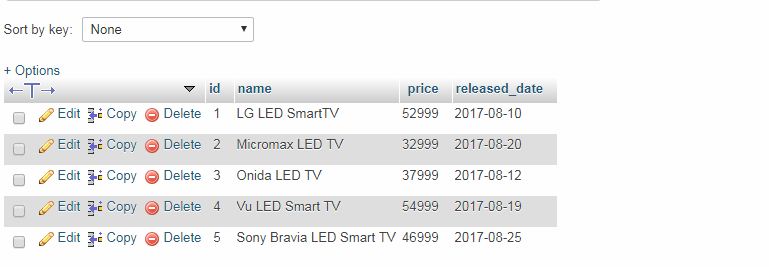 Sort by key: None
+ Options
←T→ id name price released_date
Edit Copy Delete 1 LG LED SmartTV 52999 2017-08-10
Edit Copy Delete 2 Micromax LED TV 32999 2017-08-20
Edit Copy Delete 3 Onida LED TV 37999 2017-08-12
Edit Copy Delete 4 Vu LED Smart TV 54999 2017-08-19
Edit Copy Delete 5 Sony Bravia LED Smart TV 46999 2017-08-25